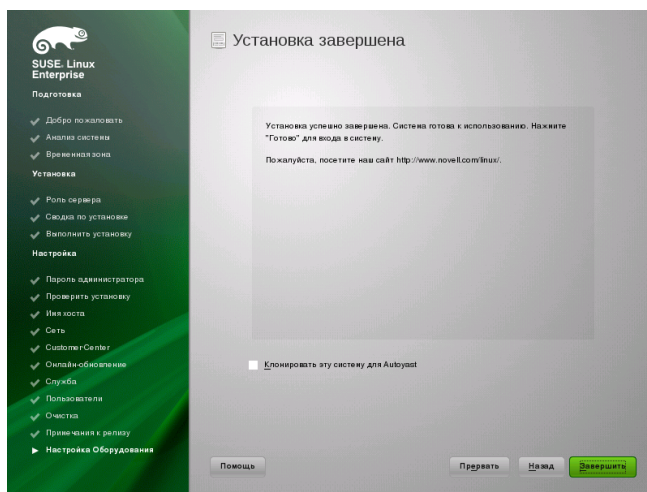 SUSE. Linux
Enterprise
Подготовка
Добро пожаловать
Анализ системы
Временная зона
Установка
Роль сервера
Сводка по установке
Выполнить установку
Настройка
Пароль администратора
Проверить установку
Имя хоста
Сеть
Customer Center
Онлайн-обновление
Служба
Пользователи
Очистка
Примечания к релизу
Настройка Оборудования
Установка завершена
Установка успешно завершена. Система готова к использованию. Нажмите
"Готово" для входа в систему.
Пожалуйста, посетите наш сайт http://www.novell.com/linux/.
Клонировать эту систему для Autoyast
Помощь
Прервать
Назад
Завершить